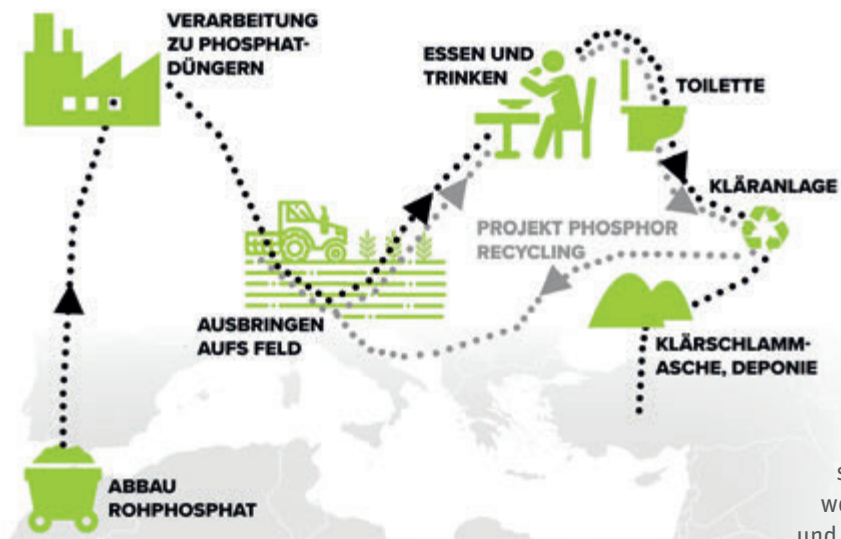 VERARBEITUNG
ZU PHOSPHAT-
DÜNGERN
ESSEN UND
TRINKEN
TOILETTE
KLÄRANLAGE
PROJEKT PHOSPHOR
RECYCLING
AUSBRINGEN
AUFS FELD
KLÄRSCHLAMM-
ASCHE, DEPONIE
ABBAU
ROHPHOSPHAT
und